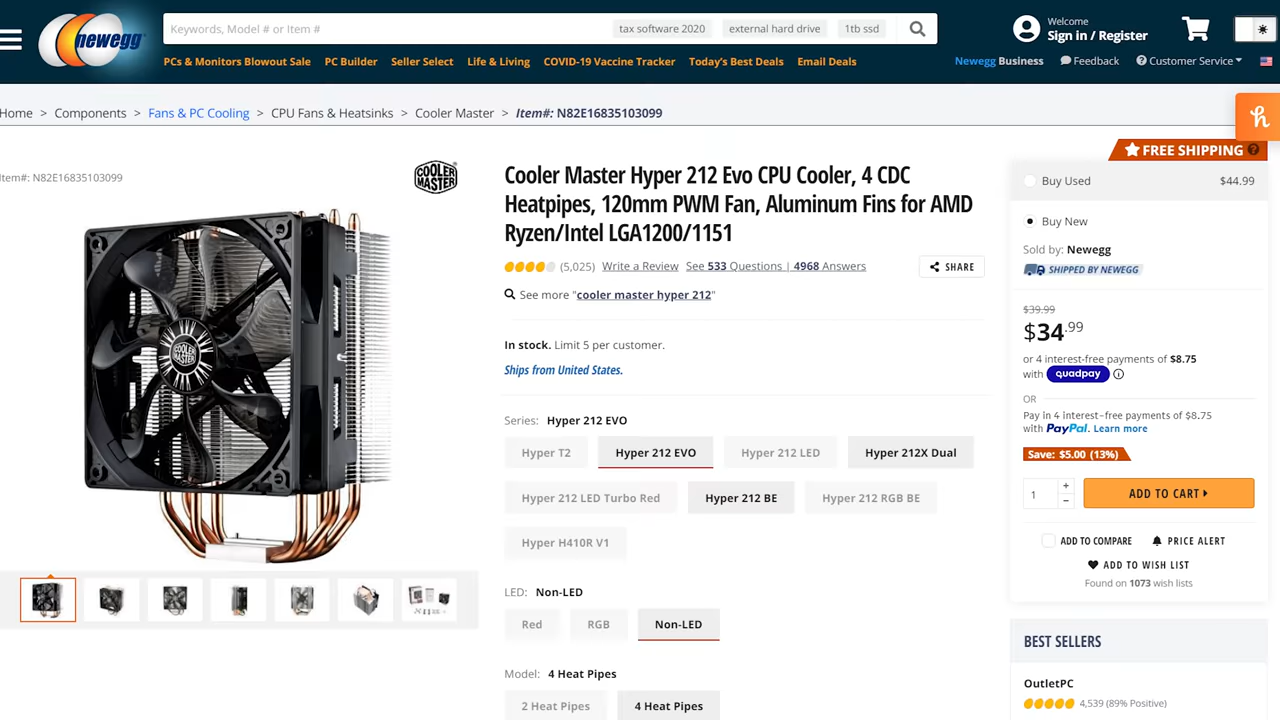 newegg
Keywords, Model# or Item #
tax software 2020
external hard drive
1tb ssd
Welcome
Sign in / Register
PCs & Monitors Blowout Sale
PC Builder
Seller Select
Life & Living
COVID-19 Vaccine Tracker
Today's Best Deals
Email Deals
Newegg Business
Feedback
Customer Service
Home > Components > Fans & PC Cooling > CPU Fans & Heatsinks > Cooler Master > Item#: N82E16835103099
h
FREE SHIPPING ?
Item#: N82E16835103099
COOLER
MASTER
COOLER
MASTER
Cooler Master Hyper 212 Evo CPU Cooler, 4 CDC
Heatpipes, 120mm PWM Fan, Aluminum Fins for AMD
Ryzen/Intel LGA1200/1151
(5,025) Write a Review See 533 Questions | 4968 Answers
SHARE
See more "cooler master hyper 212"
In stock. Limit 5 per customer.
Ships from United States.
Series: Hyper 212 EVO
Hyper T2
Hyper 212 EVO
Hyper 212 LED
Hyper 212X Dual
Hyper 212 LED Turbo Red
Hyper 212 BE
Hyper 212 RGB BE
Hyper H410R V1
LED: Non-LED
Red
RGB
Non-LED
Model: 4 Heat Pipes
2 Heat Pipes
4 Heat Pipes
Buy Used
$44.99
Buy New
Sold by: Newegg
SHIPPED BY NEWEGG
$39.99
$34.99
or 4 interest-free payments of $8.75
with quadpay i
OR
Pay in 4 interest-free payments of $8.75
with PayPal. Learn more
Save: $5.00 (13%)
1
+
−
ADD TO CART
ADD TO COMPARE
PRICE ALERT
ADD TO WISH LIST
Found on 1073 wish lists
BEST SELLERS
OutletPC
4,539 (89% Positive)